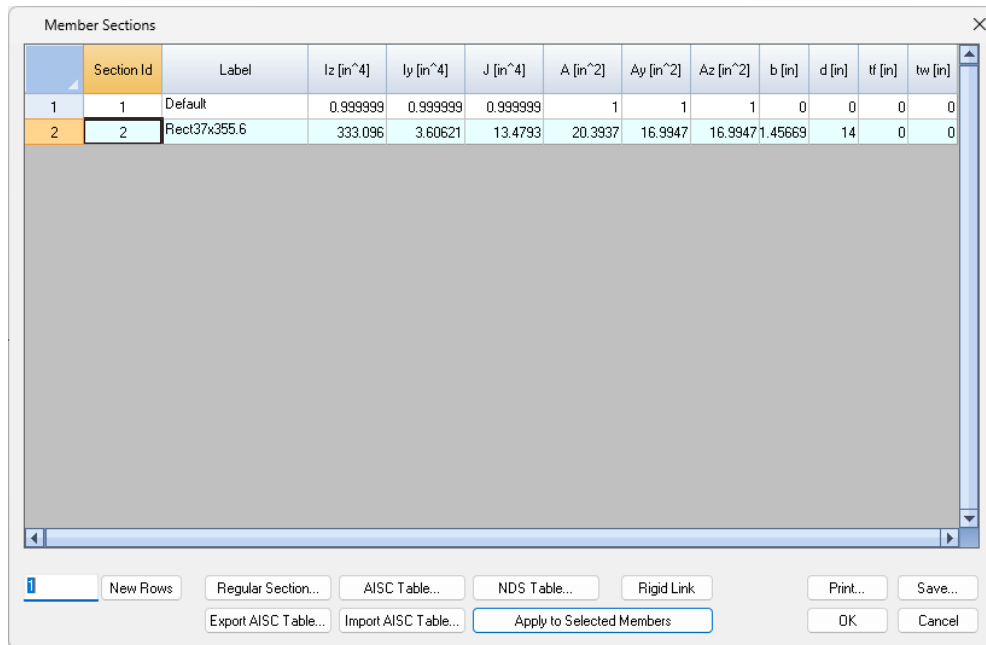 Member Sections
Section Id Label Iz [in^4] Iy [in^4] J [in^4] A [in^2] Ay [in^2] Az [in^2] b [in] d [in] tf [in] tw [in]
1 1 Default 0.999999 0.999999 0.999999 1 1 1 0 0 0 0
2 2 Rect37x355.6 333.096 3.60621 13.4793 20.3937 16.9947 16.9947 1.45669 14 0 0
1 New Rows Regular Section... AISC Table... NDS Table... Rigid Link Print... Save...
Export AISC Table... Import AISC Table... Apply to Selected Members OK Cancel